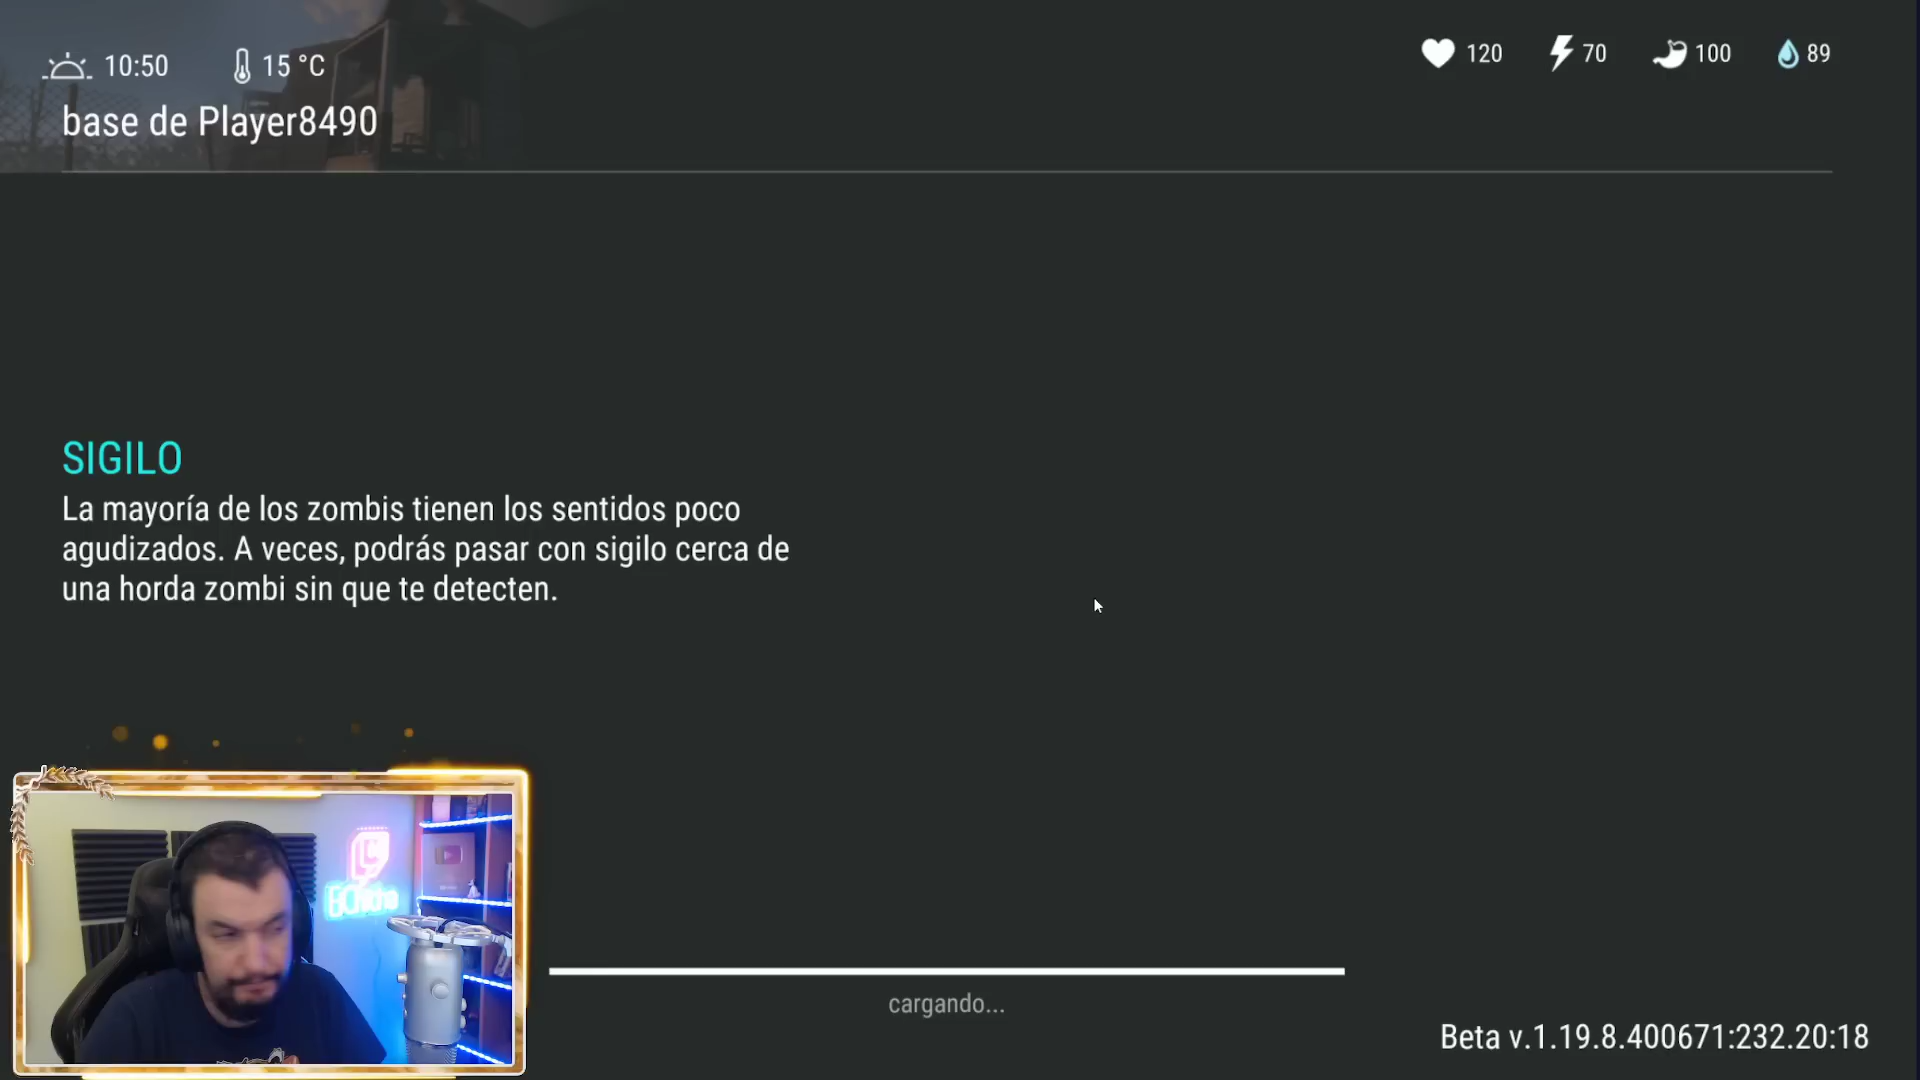 10:50
15 °C
120
70
100
89
base de Player8490
SIGILO
La mayoría de los zombis tienen los sentidos poco
agudizados. A veces, podrás pasar con sigilo cerca de
una horda zombi sin que te detecten.
cargando...
Beta v.1.19.8.400671:232.20:18